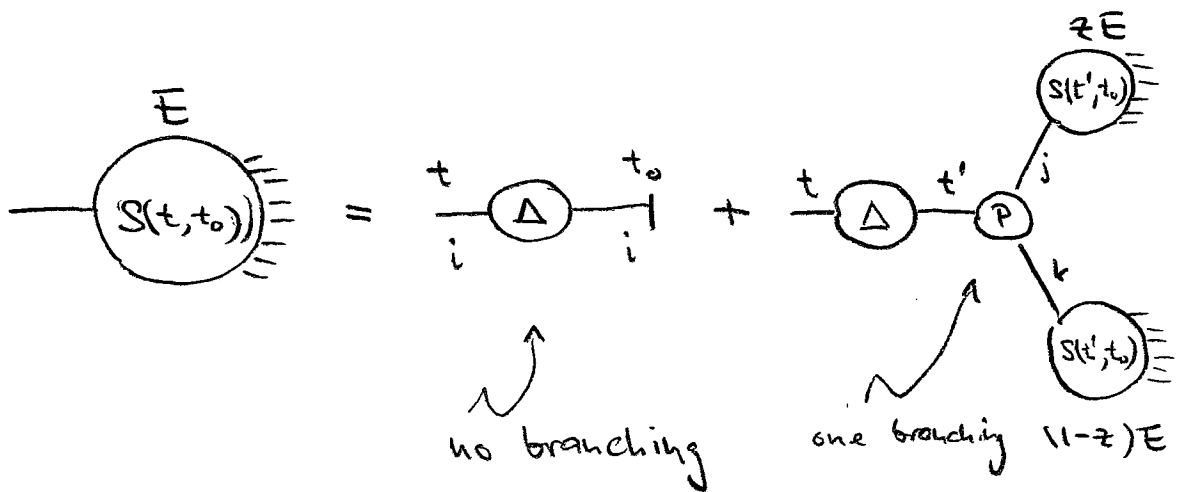 zE
E
S(t',t₀)
t t₀ t t' j
S(t,t₀)) = Δ + Δ P
i i k
S(t',t₀)
no branching one branching (1-z)E